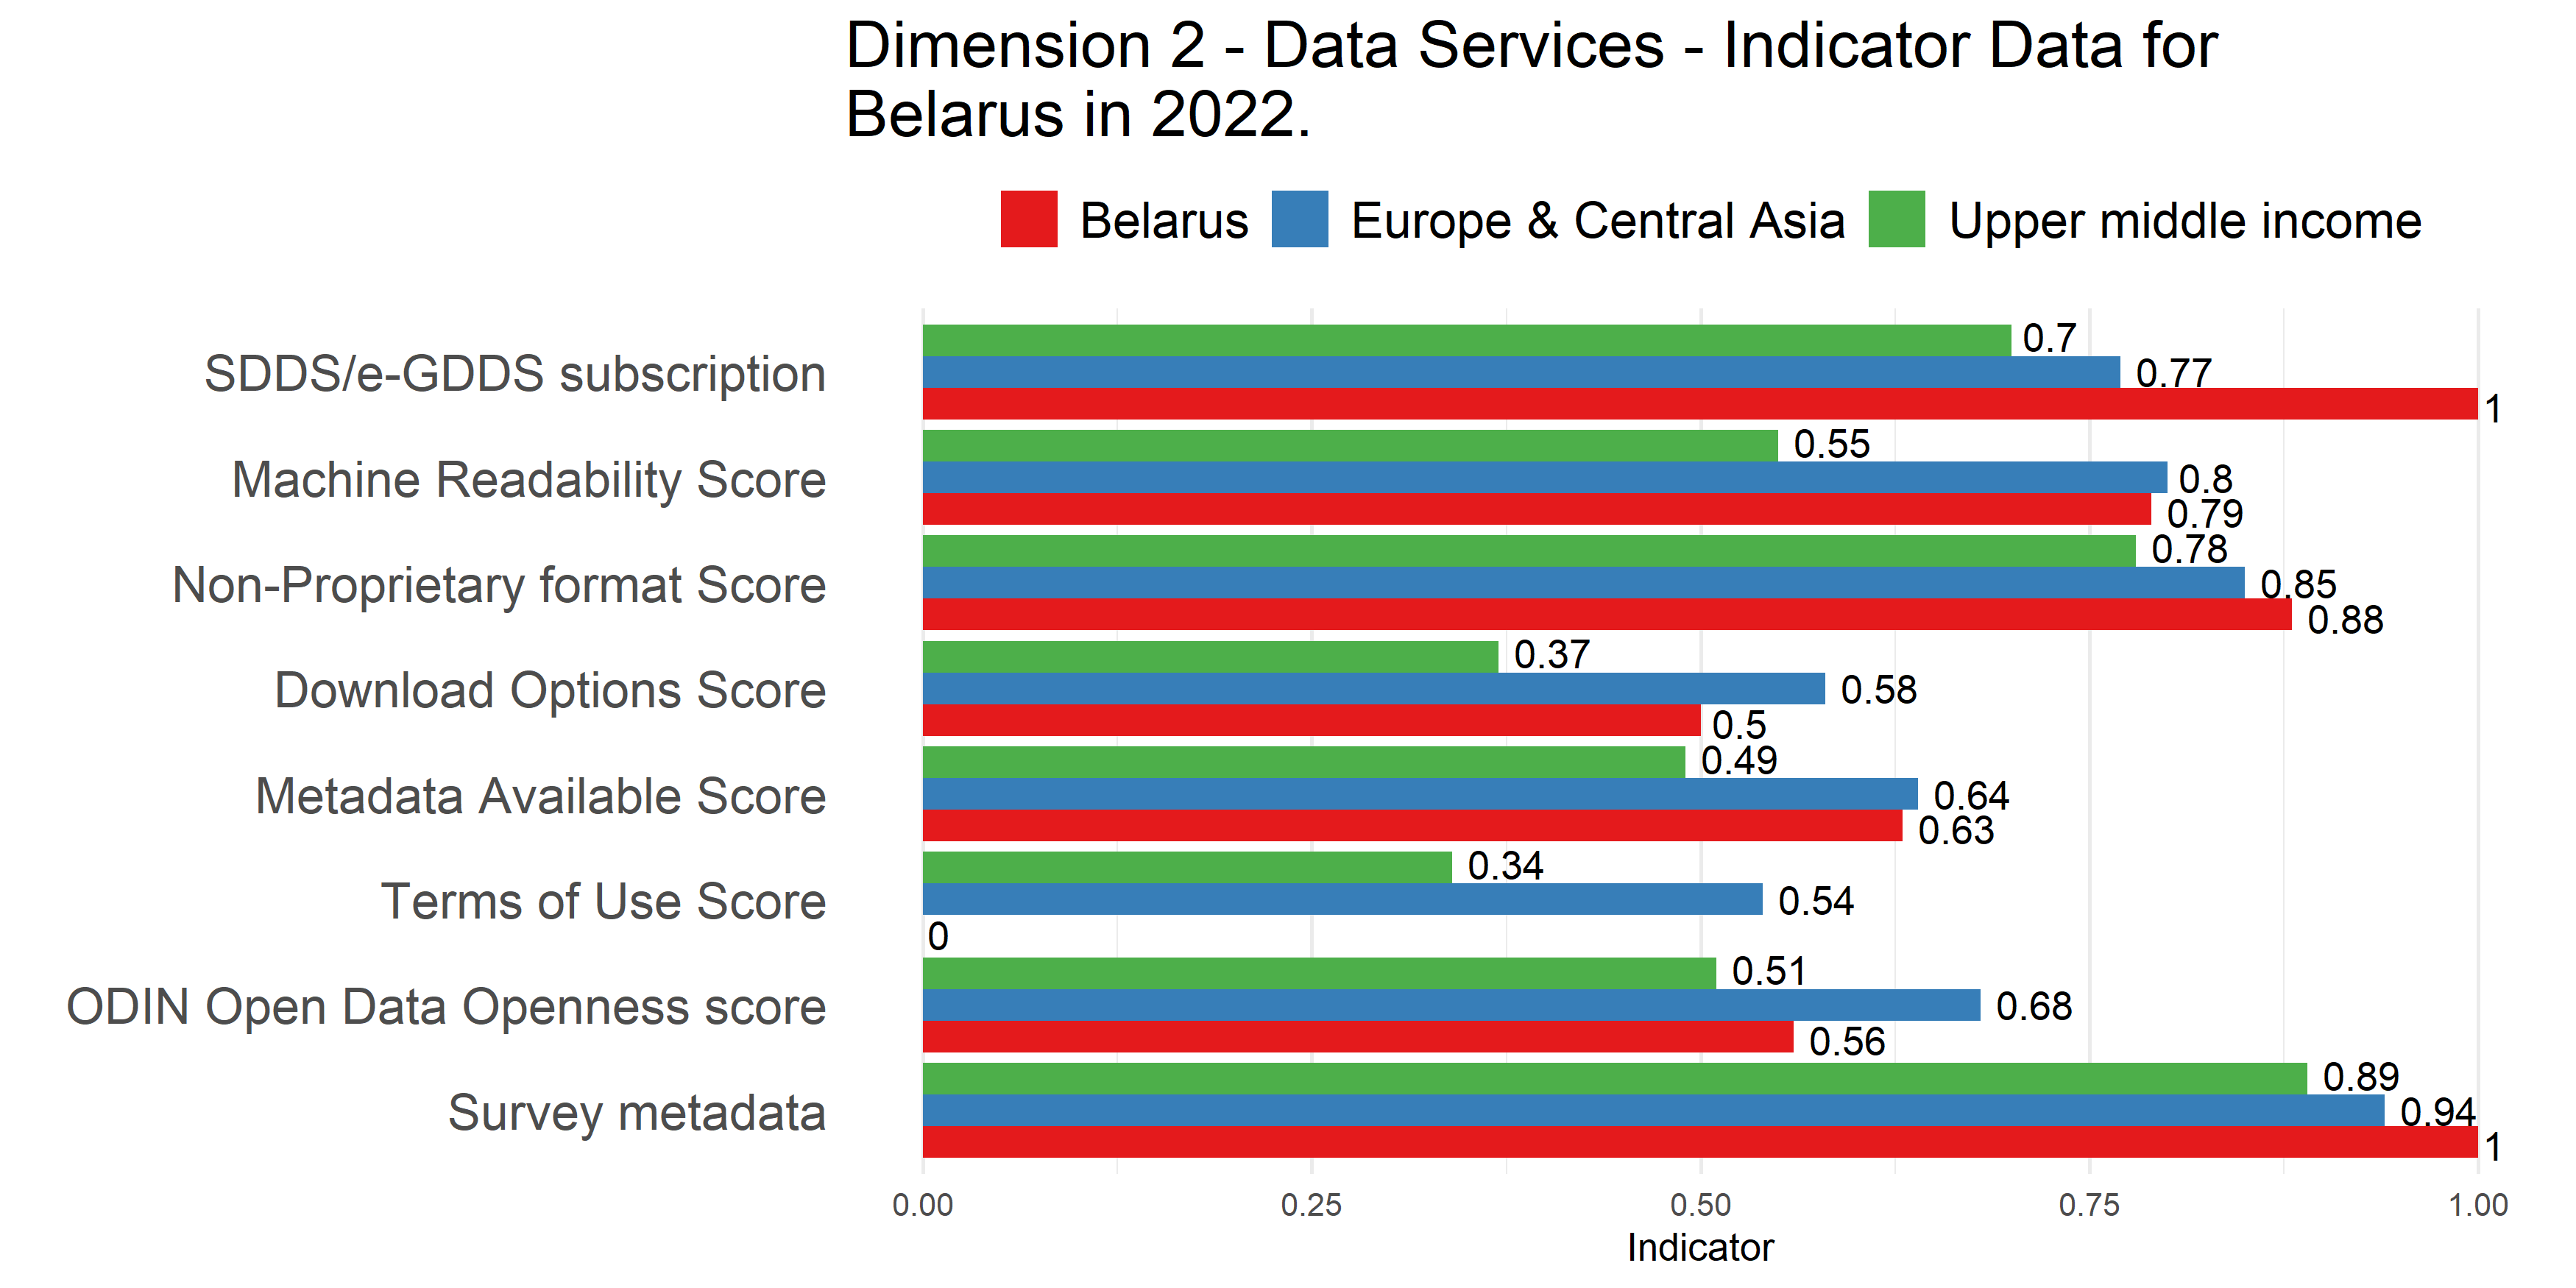 Dimension 2 - Data Services - Indicator Data for
Belarus in 2022.
Belarus Europe & Central Asia Upper middle income
SDDS/e-GDDS subscription
0.7
0.77
1
Machine Readability Score
0.55
0.8
0.79
Non-Proprietary format Score
0.78
0.85
0.88
Download Options Score
0.37
0.58
0.5
Metadata Available Score
0.49
0.64
0.63
Terms of Use Score
0.34
0.54
0
ODIN Open Data Openness score
0.51
0.68
0.56
Survey metadata
0.89
0.94
1
0.00 0.25 0.50 0.75 1.00
Indicator